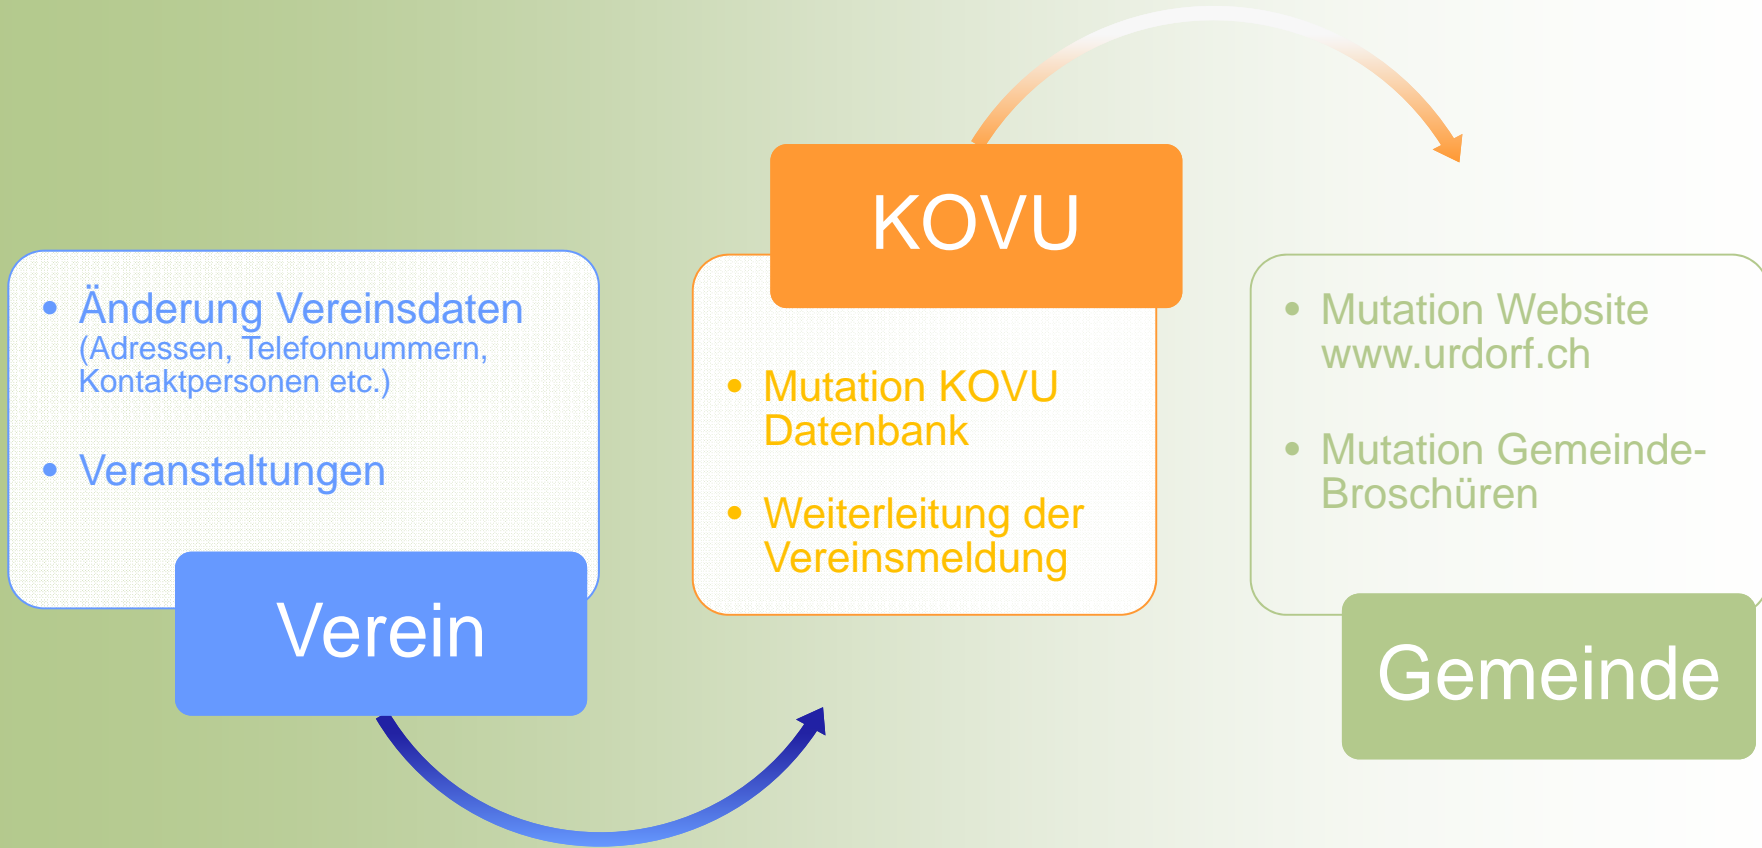 • Änderung Vereinsdaten
(Adressen, Telefonnummern,
Kontaktpersonen etc.)
• Veranstaltungen
Verein
KOVU
• Mutation KOVU
Datenbank
• Weiterleitung der
Vereinsmeldung
• Mutation Website
www.urdorf.ch
• Mutation Gemeinde-
Broschüren
Gemeinde